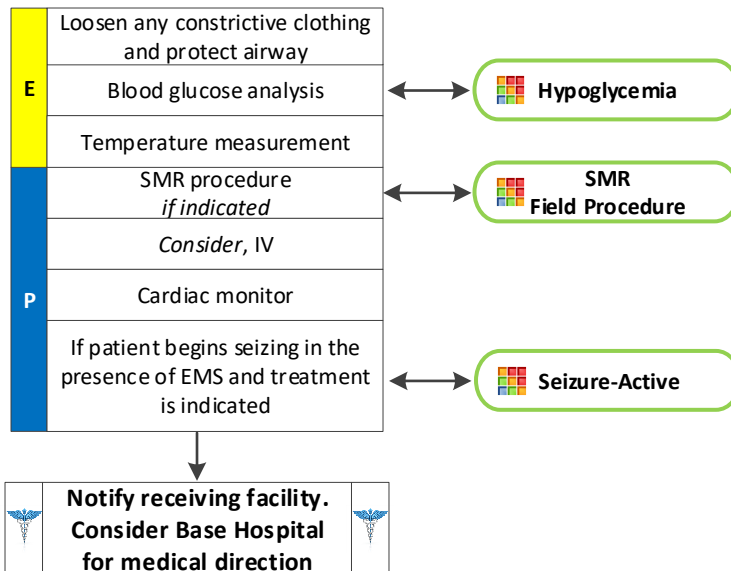 Loosen any constrictive clothing
and protect airway
E
Blood glucose analysis
Hypoglycemia
Temperature measurement
SMR procedure
if indicated
SMR
Field Procedure
Consider, IV
P
Cardiac monitor
If patient begins seizing in the
presence of EMS and treatment
is indicated
Seizure-Active
Notify receiving facility.
Consider Base Hospital
for medical direction